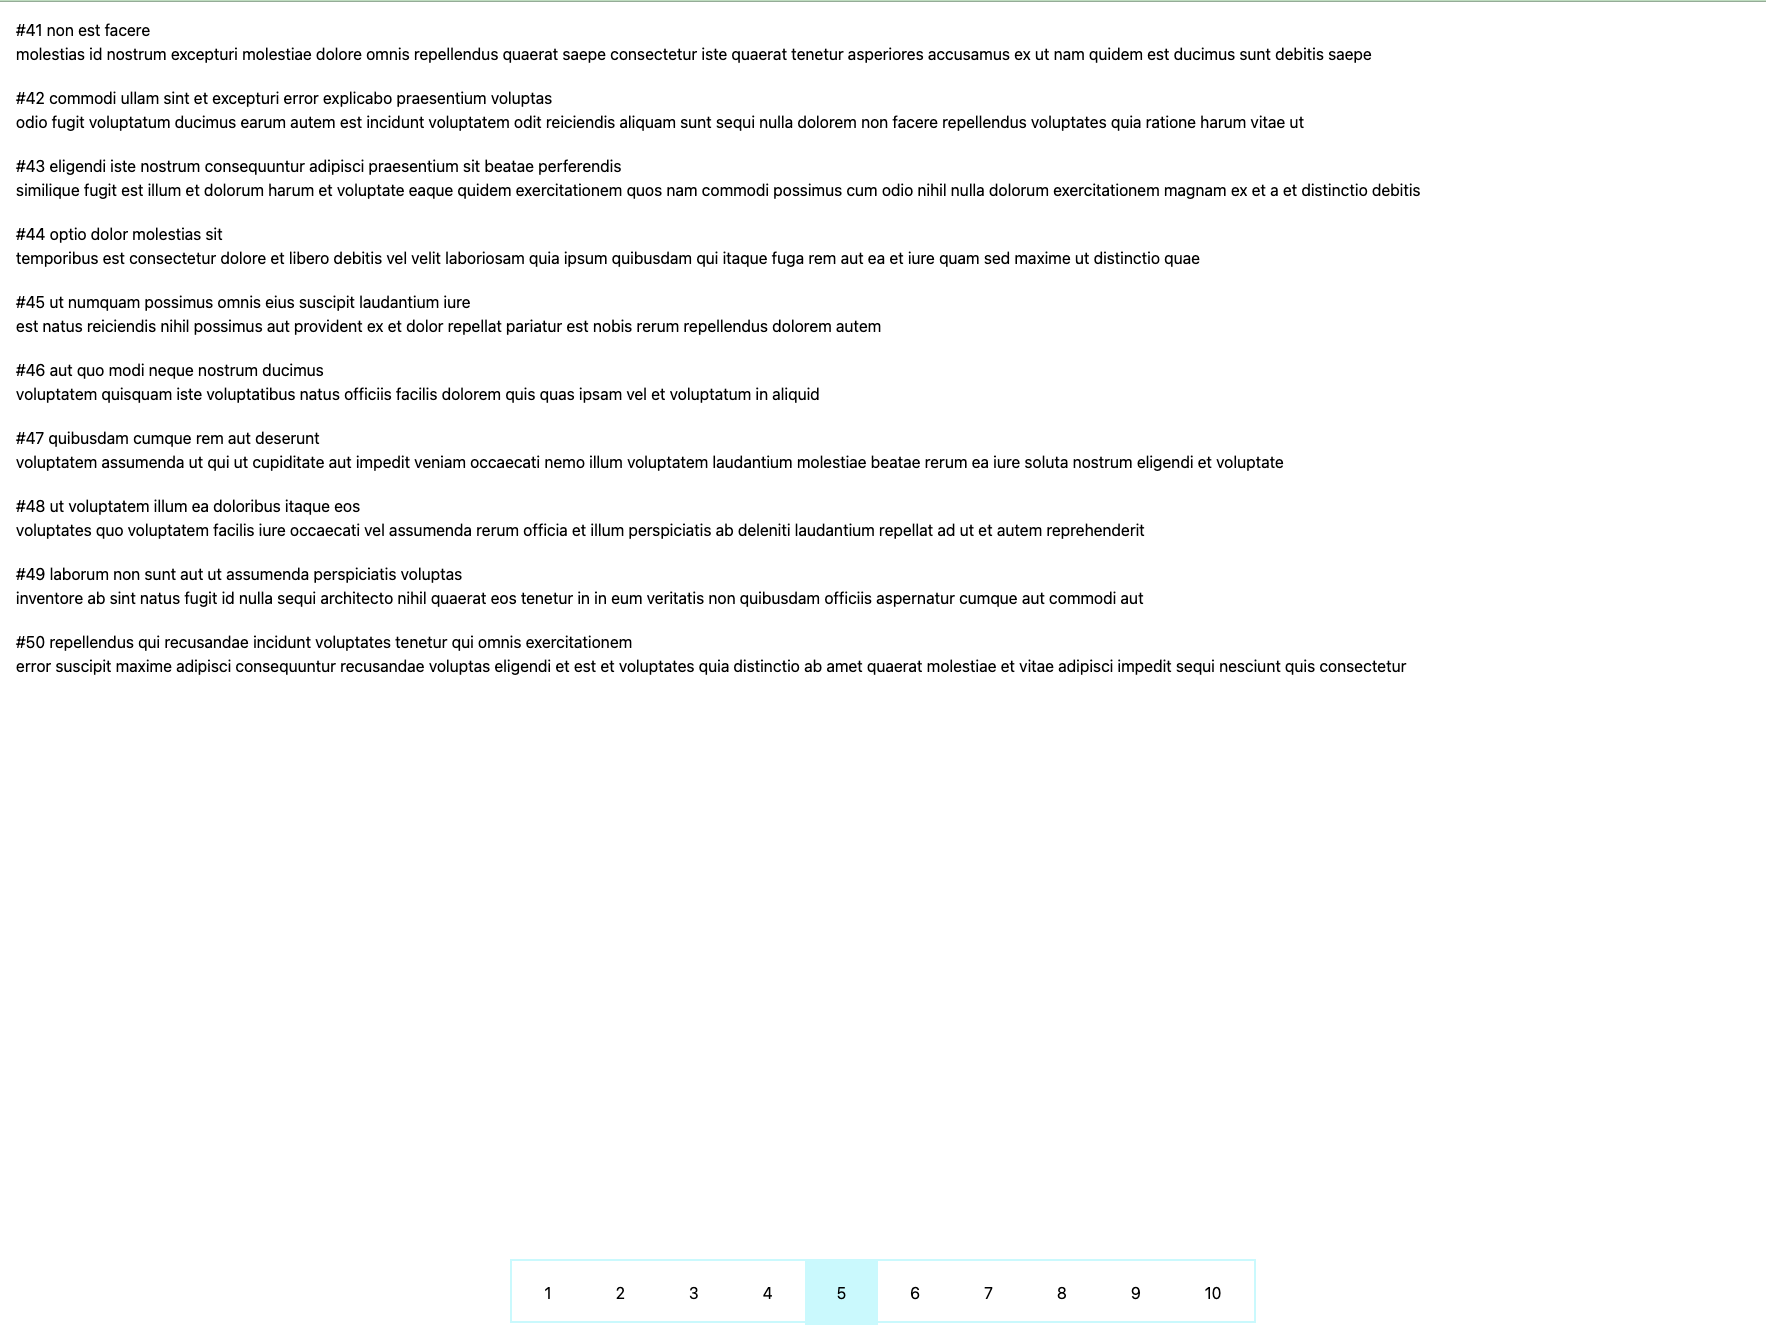 #41 non est facere
molestias id nostrum excepturi molestiae dolore omnis repellendus quaerat saepe consectetur iste quaerat tenetur asperiores accusamus ex ut nam quidem est ducimus sunt debitis saepe
#42 commodi ullam sint et excepturi error explicabo praesentium voluptas
odio fugit voluptatum ducimus earum autem est incidunt voluptatem odit reiciendis aliquam sunt sequi nulla dolorem non facere repellendus voluptates quia ratione harum vitae ut
#43 eligendi iste nostrum consequuntur adipisci praesentium sit beatae perferendis
similique fugit est illum et dolorum harum et voluptate eaque quidem exercitationem quos nam commodi possimus cum odio nihil nulla dolorum exercitationem magnam ex et a et distinctio debitis
#44 optio dolor molestias sit
temporibus est consectetur dolore et libero debitis vel velit laboriosam quia ipsum quibusdam qui itaque fuga rem aut ea et iure quam sed maxime ut distinctio quae
#45 ut numquam possimus omnis eius suscipit laudantium iure
est natus reiciendis nihil possimus aut provident ex et dolor repellat pariatur est nobis rerum repellendus dolorem autem
#46 aut quo modi neque nostrum ducimus
voluptatem quisquam iste voluptatibus natus officiis facilis dolorem quis quas ipsam vel et voluptatum in aliquid
#47 quibusdam cumque rem aut deserunt
voluptatem assumenda ut qui ut cupiditate aut impedit veniam occaecati nemo illum voluptatem laudantium molestiae beatae rerum ea iure soluta nostrum eligendi et voluptate
#48 ut voluptatem illum ea doloribus itaque eos
voluptates quo voluptatem facilis iure occaecati vel assumenda rerum officia et illum perspiciatis ab deleniti laudantium repellat ad ut et autem reprehenderit
#49 laborum non sunt aut ut assumenda perspiciatis voluptas
inventore ab sint natus fugit id nulla sequi architecto nihil quaerat eos tenetur in in eum veritatis non quibusdam officiis aspernatur cumque aut commodi aut
#50 repellendus qui recusandae incidunt voluptates tenetur qui omnis exercitationem
error suscipit maxime adipisci consequuntur recusandae voluptas eligendi et est et voluptates quia distinctio ab amet quaerat molestiae et vitae adipisci impedit sequi nesciunt quis consectetur
1 2 3 4 5 6 7 8 9 10